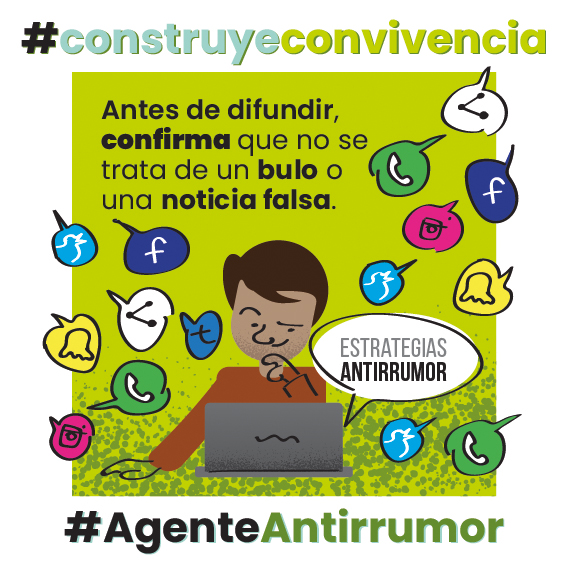 #construyeconvivencia
Antes de difundir,
confirma que no se
trata de un bulo o
una noticia falsa.
ESTRATEGIAS
ANTIRRUMOR
#AgenteAntirrumor